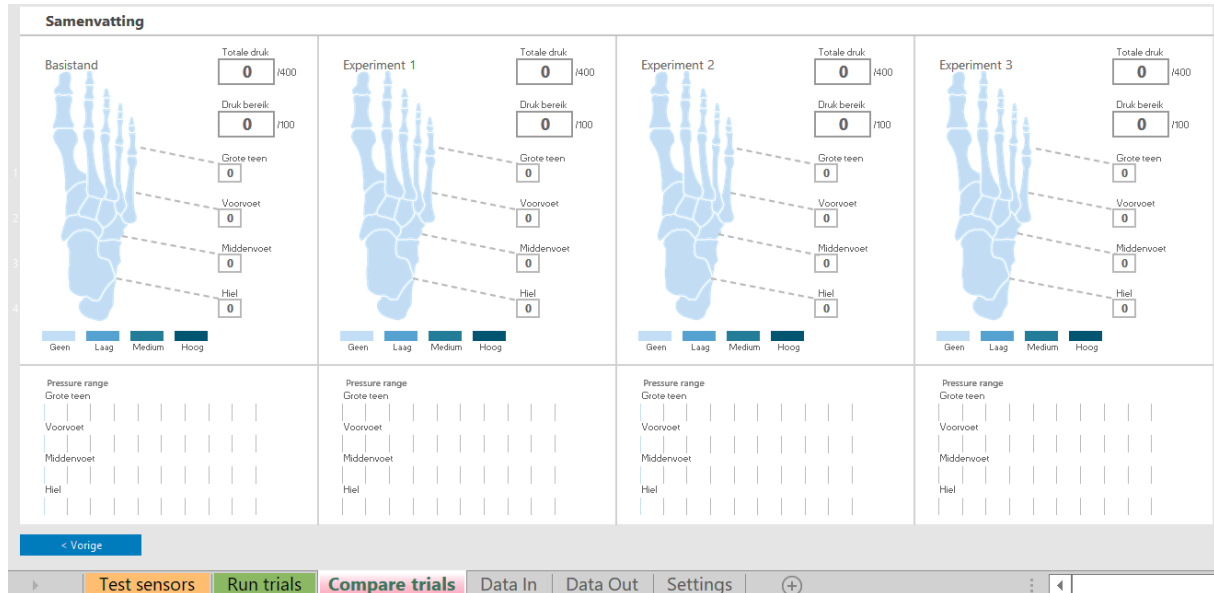 Samenvatting
Basistand
Totale druk
0 /400
Druk bereik
0 /100
Grote teen
0
Voorvoet
0
Middenvoet
0
Hiel
0
Geen Laag Medium Hoog
Experiment 1
Totale druk
0 /400
Druk bereik
0 /100
Grote teen
0
Voorvoet
0
Middenvoet
0
Hiel
0
Geen Laag Medium Hoog
Experiment 2
Totale druk
0 /400
Druk bereik
0 /100
Grote teen
0
Voorvoet
0
Middenvoet
0
Hiel
0
Geen Laag Medium Hoog
Experiment 3
Totale druk
0 /400
Druk bereik
0 /100
Grote teen
0
Voorvoet
0
Middenvoet
0
Hiel
0
Geen Laag Medium Hoog
1
2
3
4
Pressure range
Grote teen
Voorvoet
Middenvoet
Hiel
Pressure range
Grote teen
Voorvoet
Middenvoet
Hiel
Pressure range
Grote teen
Voorvoet
Middenvoet
Hiel
Pressure range
Grote teen
Voorvoet
Middenvoet
Hiel
< Vorige
Test sensors Run trials Compare trials Data In Data Out Settings